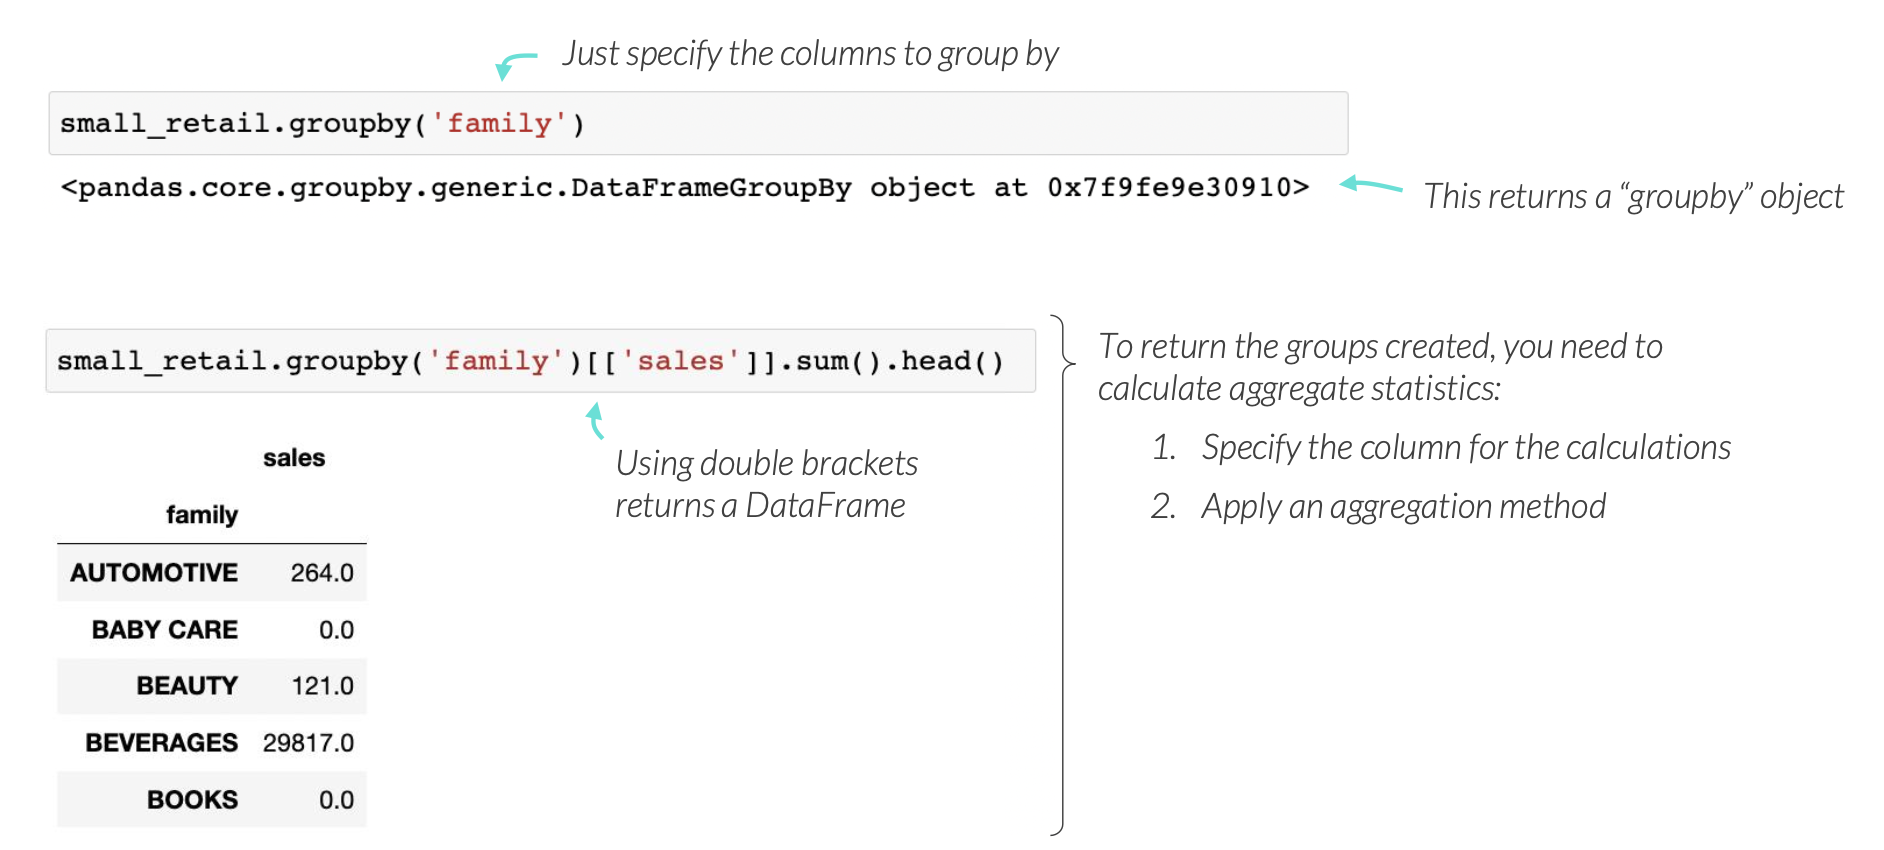 Just specify the columns to group by
small_retail.groupby('family')
<pandas.core.groupby.generic.DataFrameGroupBy object at 0x7f9fe9e30910>
This returns a “groupby” object
small_retail.groupby('family')[['sales']].sum().head()
Using double brackets
returns a DataFrame
sales
family
AUTOMOTIVE 264.0
BABY CARE 0.0
BEAUTY 121.0
BEVERAGES 29817.0
BOOKS 0.0
To return the groups created, you need to
calculate aggregate statistics:
1. Specify the column for the calculations
2. Apply an aggregation method